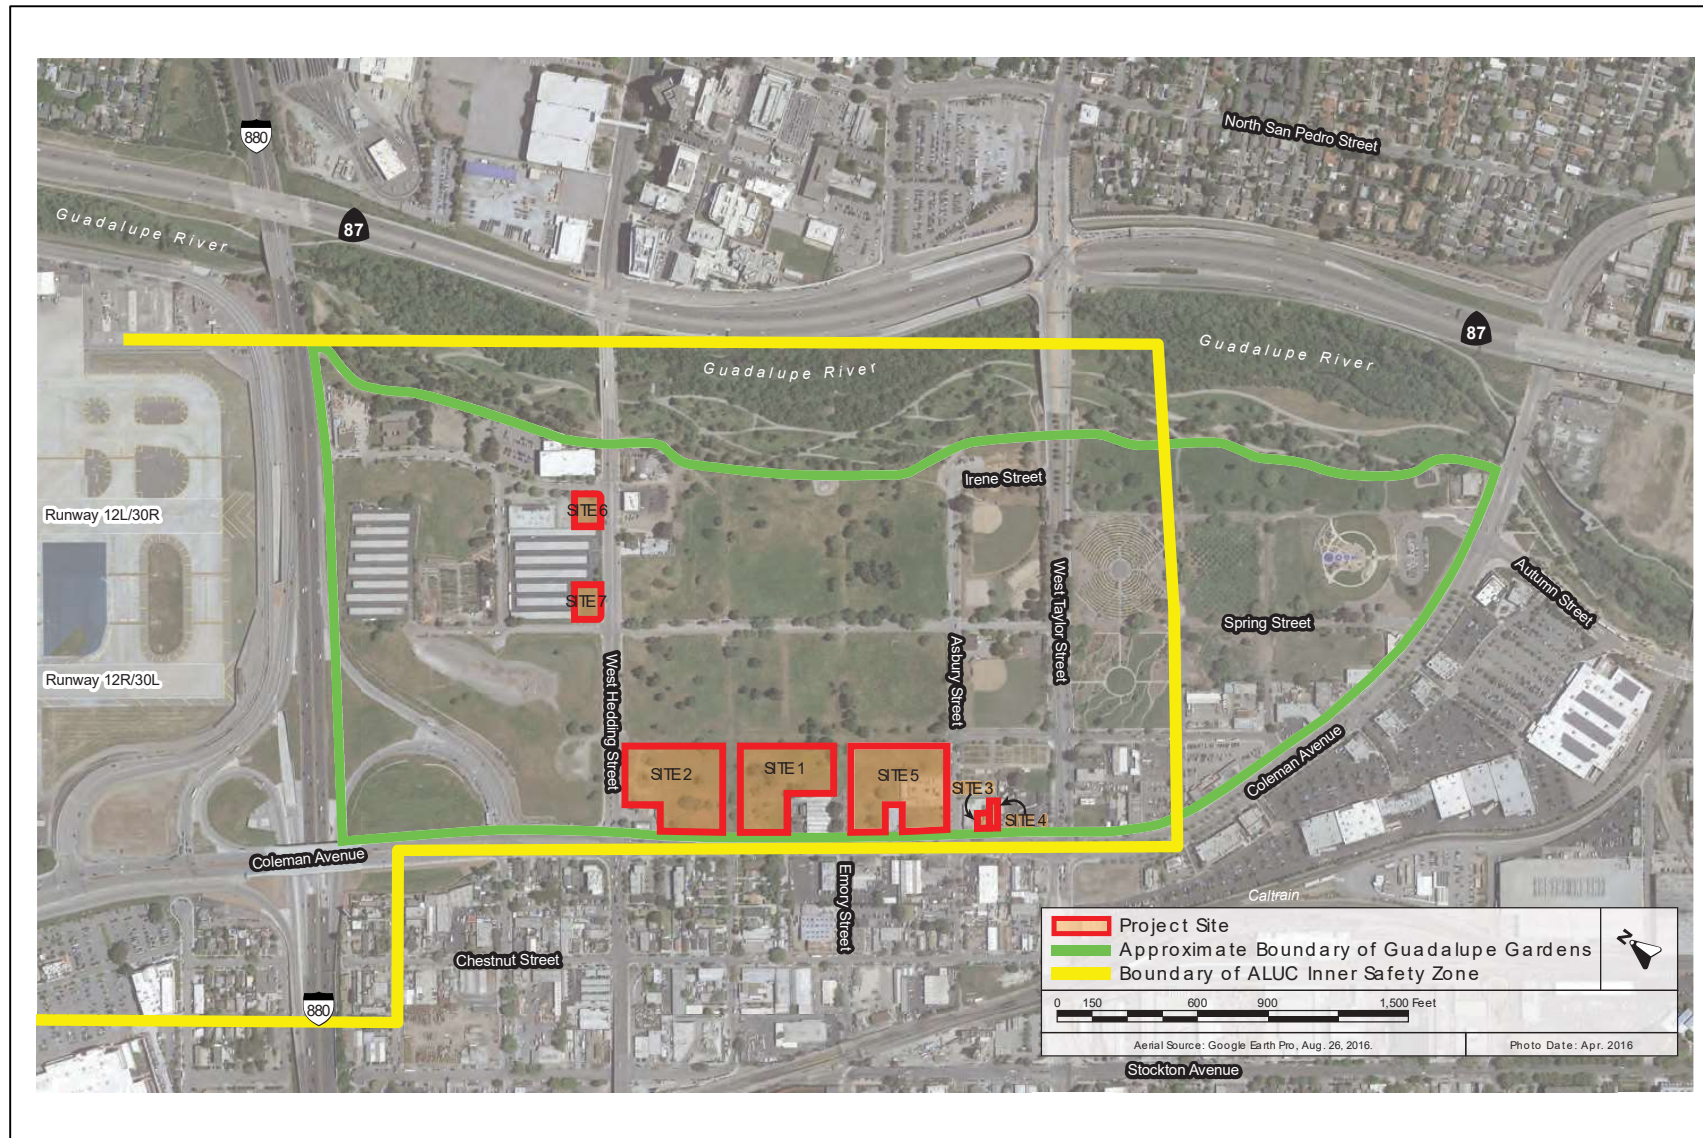 North San Pedro Street
880
87
Guadalupe River
Guadalupe River
Guadalupe River
87
Irene Street
Runway 12L/30R
SITE 6
SITE 7
West Taylor Street
Autumn Street
Spring Street
Runway 12R/30L
West Hedding Street
Asbury Street
SITE 2
SITE 1
SITE 5
SITE 3
SITE 4
Coleman Avenue
Coleman Avenue
Emory Street
Caltrain
Chestnut Street
880
Project Site
Approximate Boundary of Guadalupe Gardens
Boundary of ALUC Inner Safety Zone
N
0 150 600 900 1,500 Feet
Aerial Source: Google Earth Pro, Aug. 26, 2016.
Photo Date: Apr. 2016
Stockton Avenue